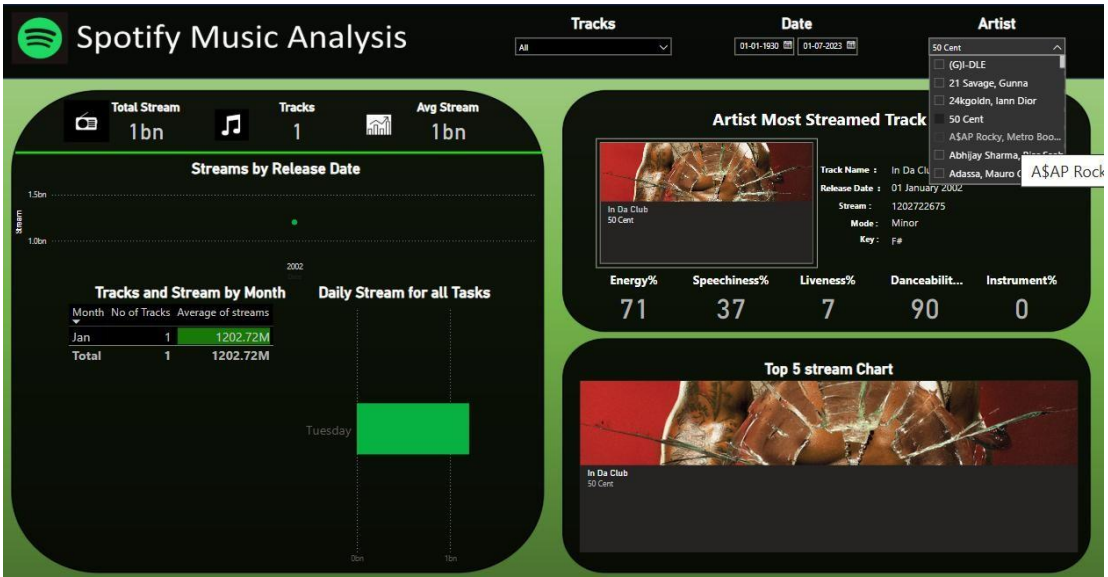 Spotify Music Analysis
Tracks
All
Date
01-01-1930
01-07-2023
Artist
50 Cent
(G)I-DLE
21 Savage, Gunna
24kgoldn, Iann Dior
50 Cent
A$AP Rocky, Metro Boo...
Abhijay Sharma,
Adassa, Mauro
A$AP Rock
Total Stream
1bn
Tracks
1
Avg Stream
1bn
Streams by Release Date
Stream
1.5bn
1.0bn
2002
Tracks and Stream by Month
Month No of Tracks Average of streams
Jan 1 1202.72M
Total 1 1202.72M
Daily Stream for all Tasks
Tuesday
0bn 1bn
Artist Most Streamed Track
In Da Club
50 Cent
Track Name : In Da Cl
Release Date : 01 January 2002
Stream : 1202722675
Mode : Minor
Key : F#
Energy% Speechiness% Liveness% Danceabilit... Instrument%
71 37 7 90 0
Top 5 stream Chart
In Da Club
50 Cent